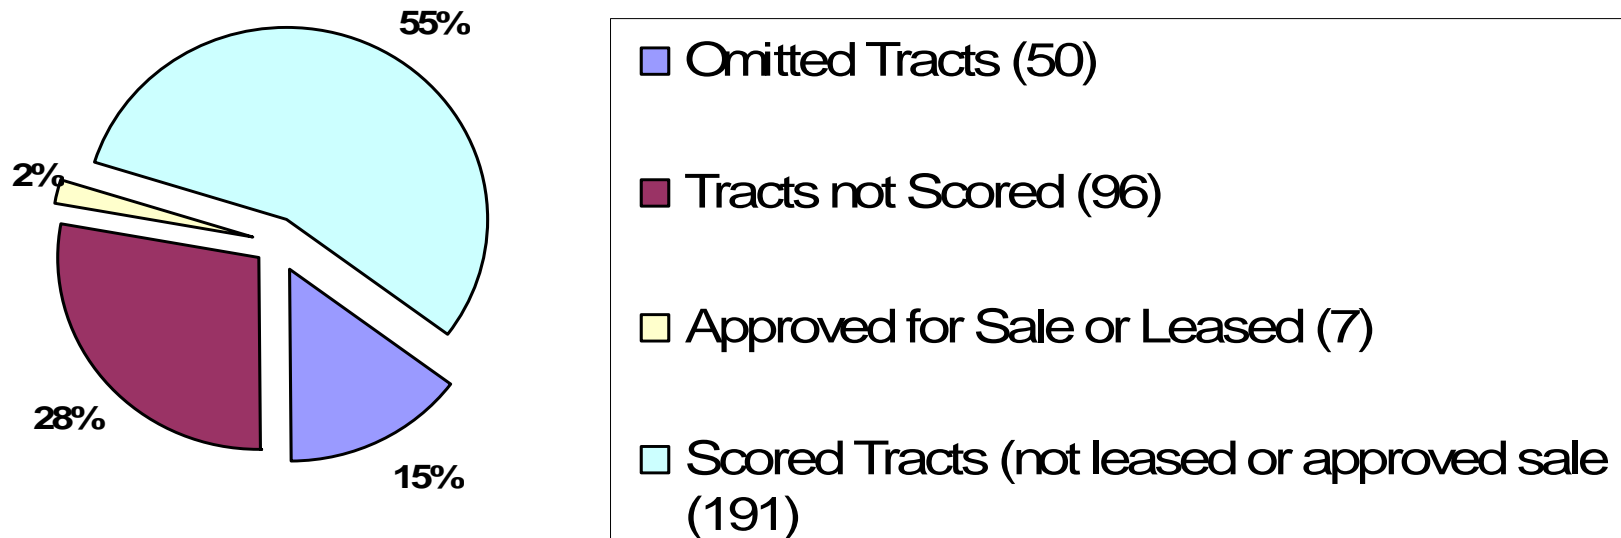 55%
2%
28%
15%
Omitted Tracts (50)
Tracts not Scored (96)
Approved for Sale or Leased (7)
Scored Tracts (not leased or approved sale
(191)